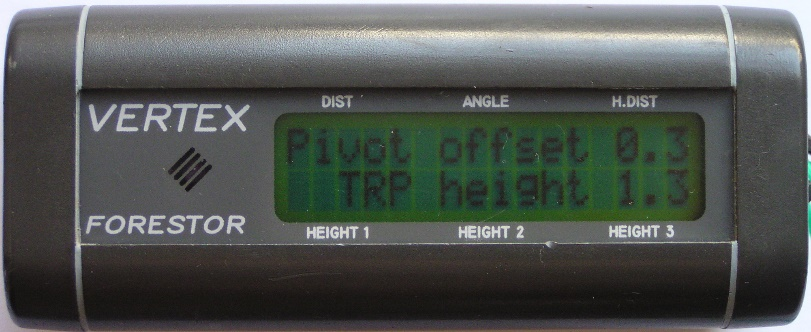 VERTEX
FORESTOR
DIST ANGLE H.DIST
Pivot offset 0.3
TRP height 1.3
HEIGHT 1 HEIGHT 2 HEIGHT 3